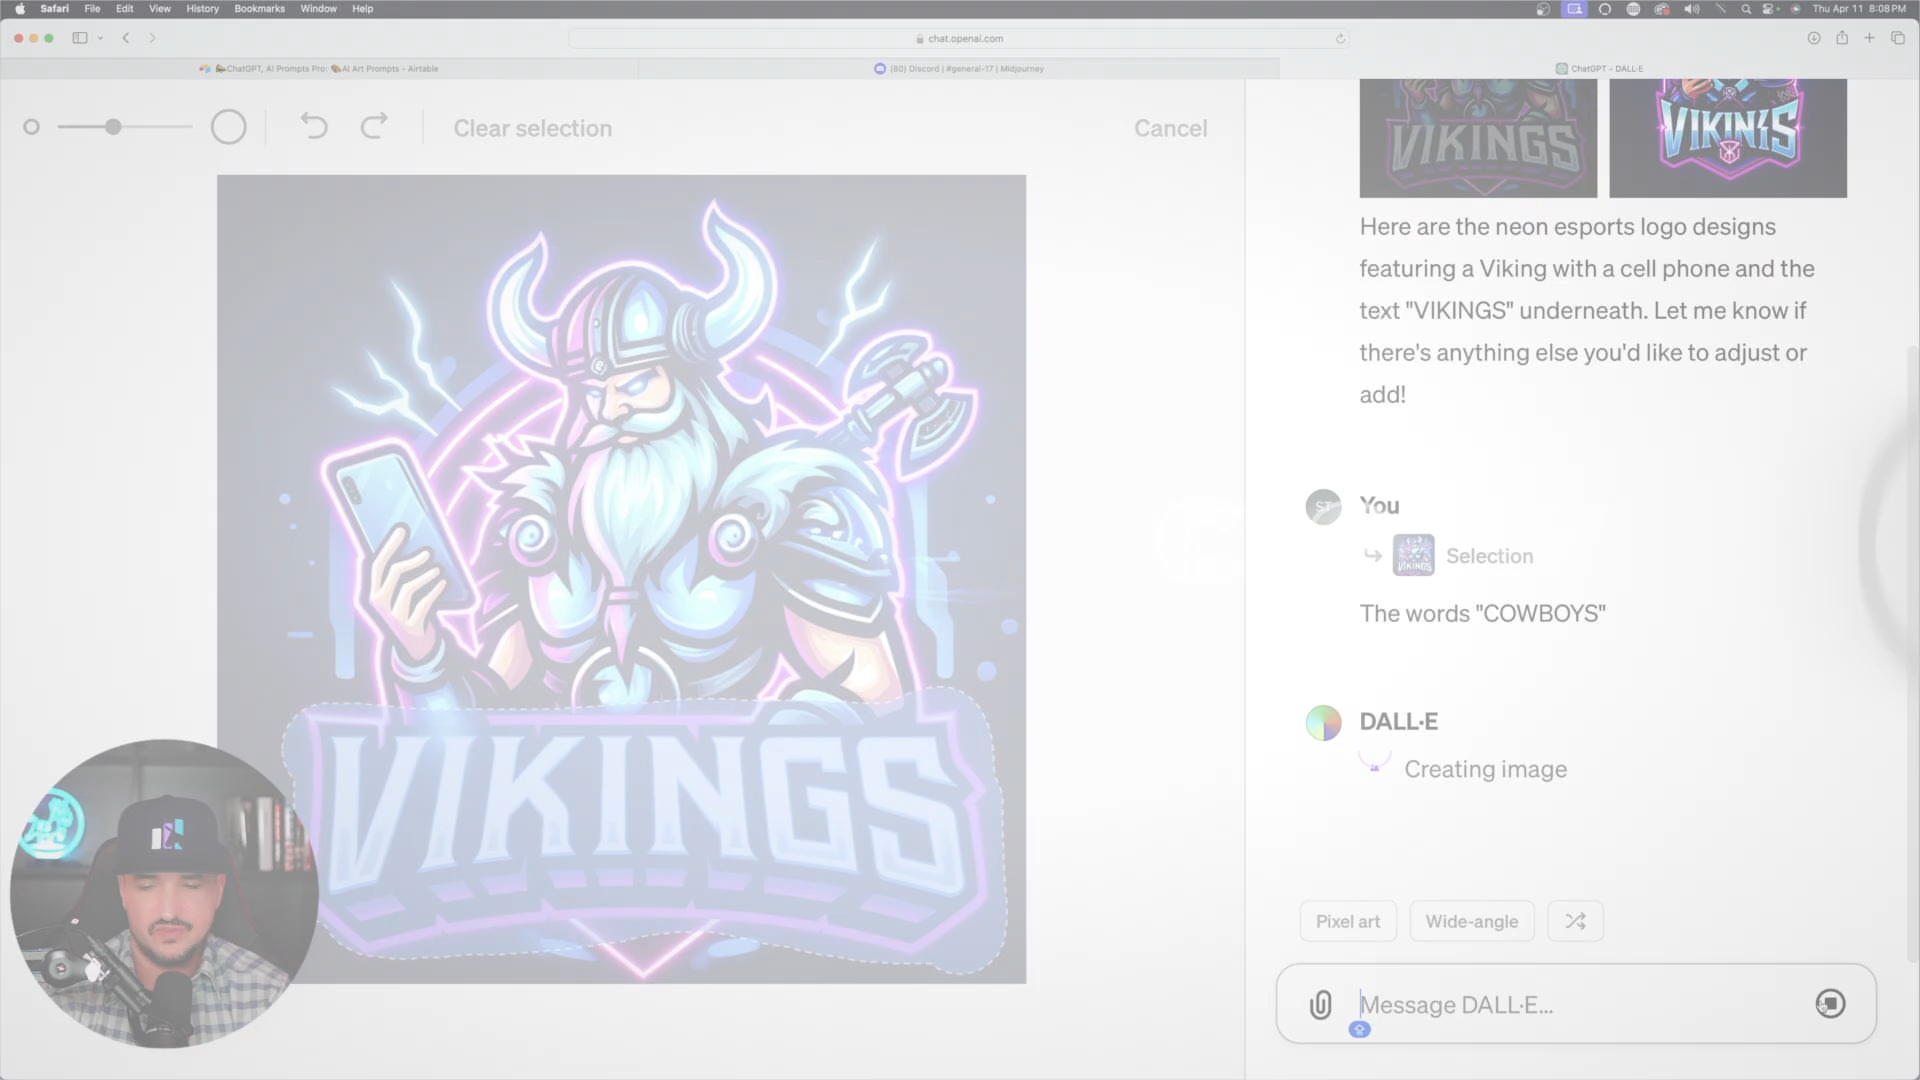 Safari File Edit View History Bookmarks Window Help
Thu Apr 11 8:08 PM
chat.openai.com
ChatGPT, AI Prompts Pro: AI Art Prompts - Airtable
(80) Discord | #general-17 | Midjourney
ChatGPT - DALL·E
Clear selection
Cancel
VIKINGS
VIKINGS
VIKIN'S
Here are the neon esports logo designs
featuring a Viking with a cell phone and the
text "VIKINGS" underneath. Let me know if
there's anything else you'd like to adjust or
add!
ST
You
VIKINGS
Selection
The words "COWBOYS"
DALL·E
Creating image
Pixel art
Wide-angle
Message DALL·E...